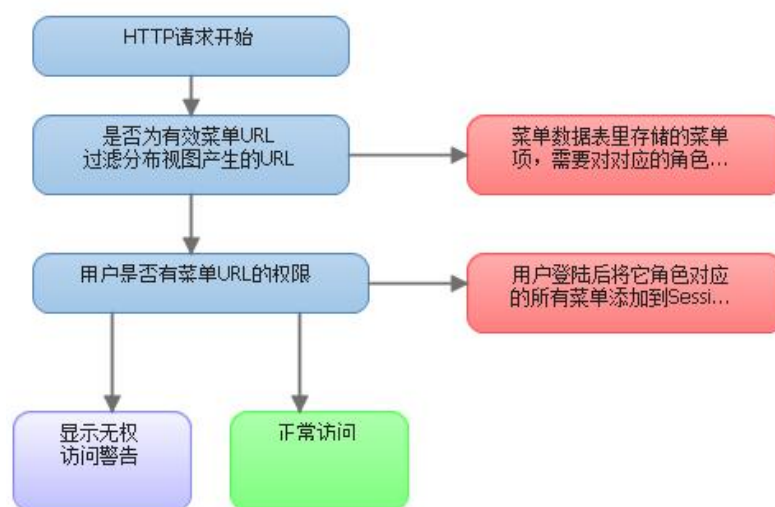 HTTP请求开始
是否为有效菜单URL
过滤分布视图产生的URL
菜单数据表里存储的菜单
项，需要对对应的角色...
用户是否有菜单URL的权限
用户登陆后将它角色对应
的所有菜单添加到Sessi...
显示无权
访问警告
正常访问